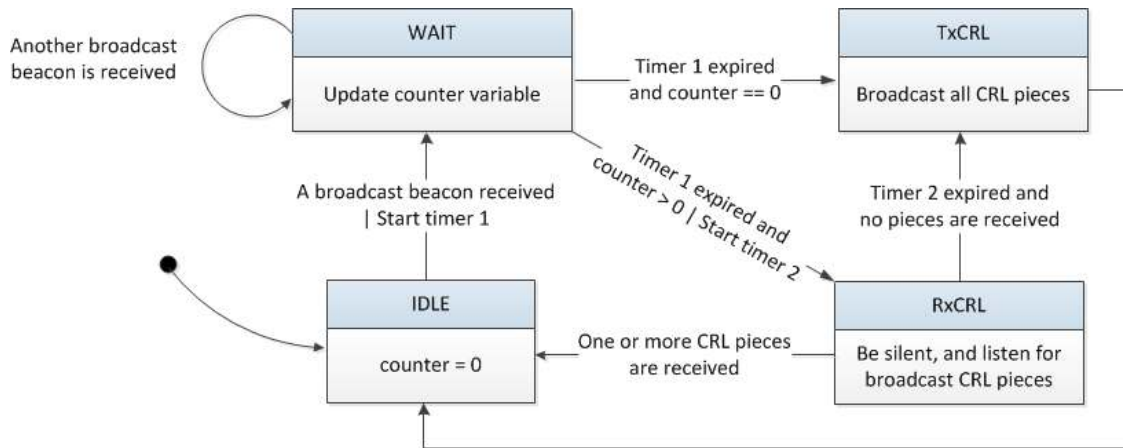 WAIT
Update counter variable
Another broadcast
beacon is received
Timer 1 expired
and counter == 0
TxCRL
Broadcast all CRL pieces
A broadcast beacon received
| Start timer 1
Timer 1 expired and
counter > 0 | Start timer 2
Timer 2 expired and
no pieces are received
IDLE
counter = 0
One or more CRL pieces
are received
RxCRL
Be silent, and listen for
broadcast CRL pieces